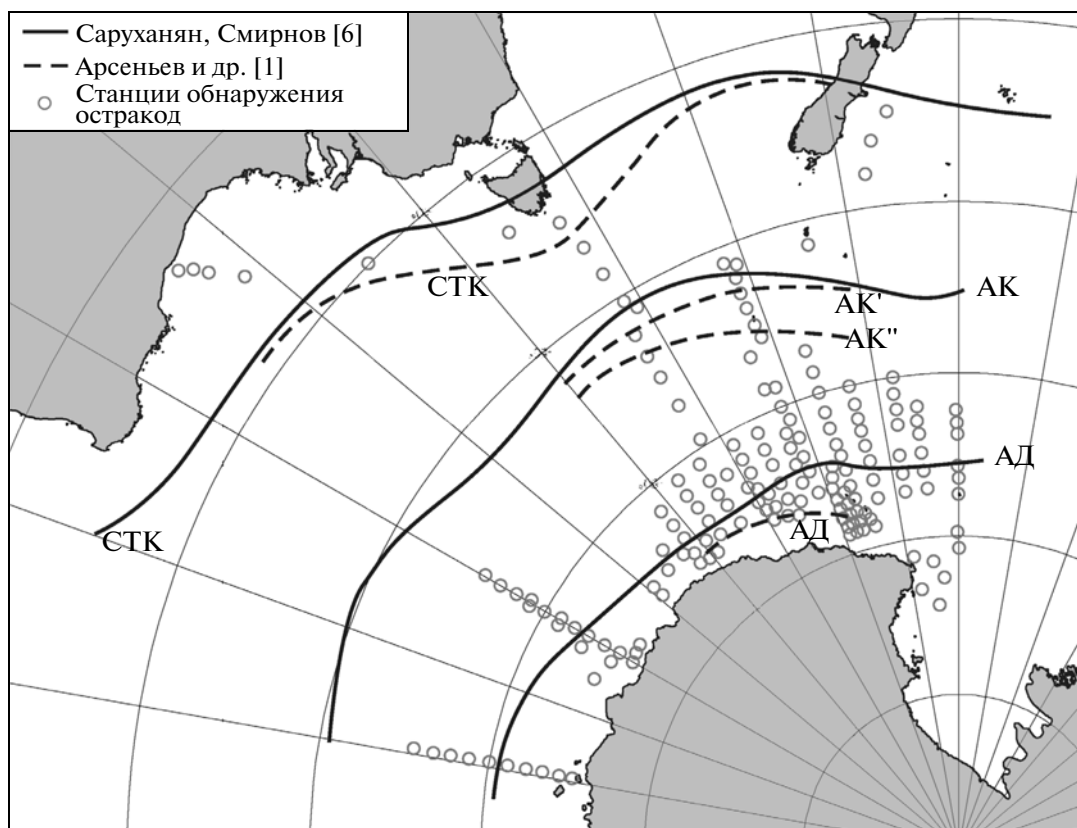 Саруханян, Смирнов [6]
Арсеньев и др. [1]
Станции обнаружения
остракод
СТК
АК
АК'
АК"
АД
АД
СТК